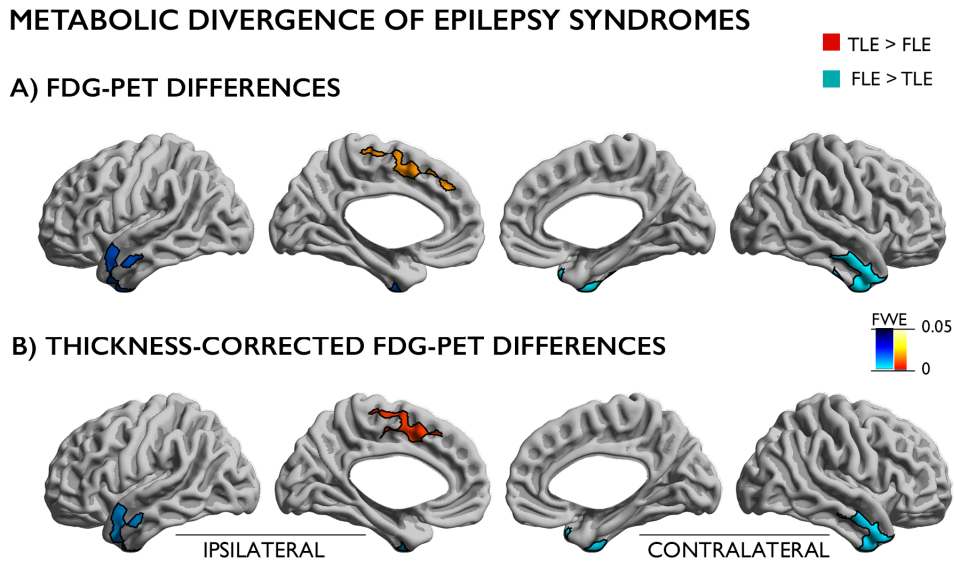 METABOLIC DIVERGENCE OF EPILEPSY SYNDROMES
TLE > FLE
FLE > TLE
A) FDG-PET DIFFERENCES
FWE
0.05
0
B) THICKNESS-CORRECTED FDG-PET DIFFERENCES
IPSILATERAL
CONTRALATERAL